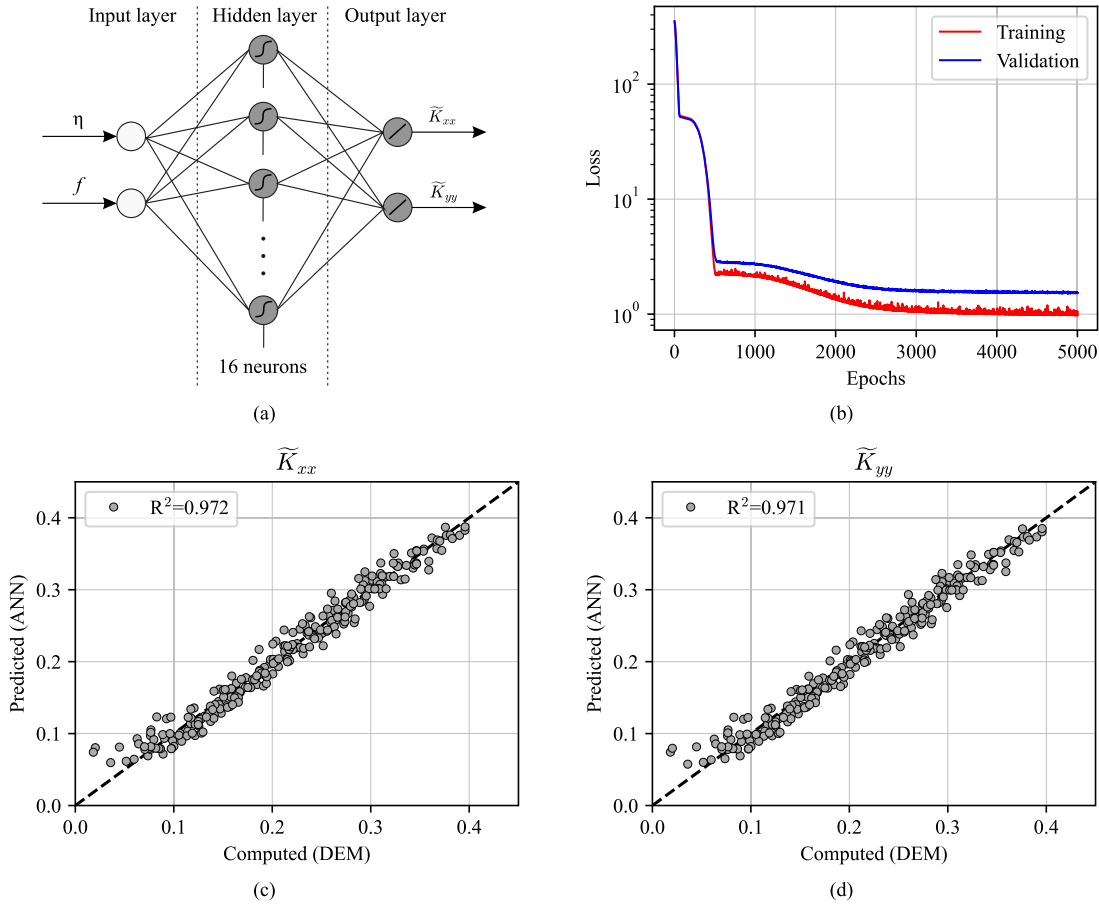 Input layer Hidden layer Output layer
η
f
K̃xx
K̃yy
16 neurons
(a)
Training
Validation
Loss
10²
10¹
10⁰
0 1000 2000 3000 4000 5000
Epochs
(b)
K̃xx
R²=0.972
Predicted (ANN)
0.4
0.3
0.2
0.1
0.0
0.0 0.1 0.2 0.3 0.4
Computed (DEM)
(c)
K̃yy
R²=0.971
Predicted (ANN)
0.4
0.3
0.2
0.1
0.0
0.0 0.1 0.2 0.3 0.4
Computed (DEM)
(d)